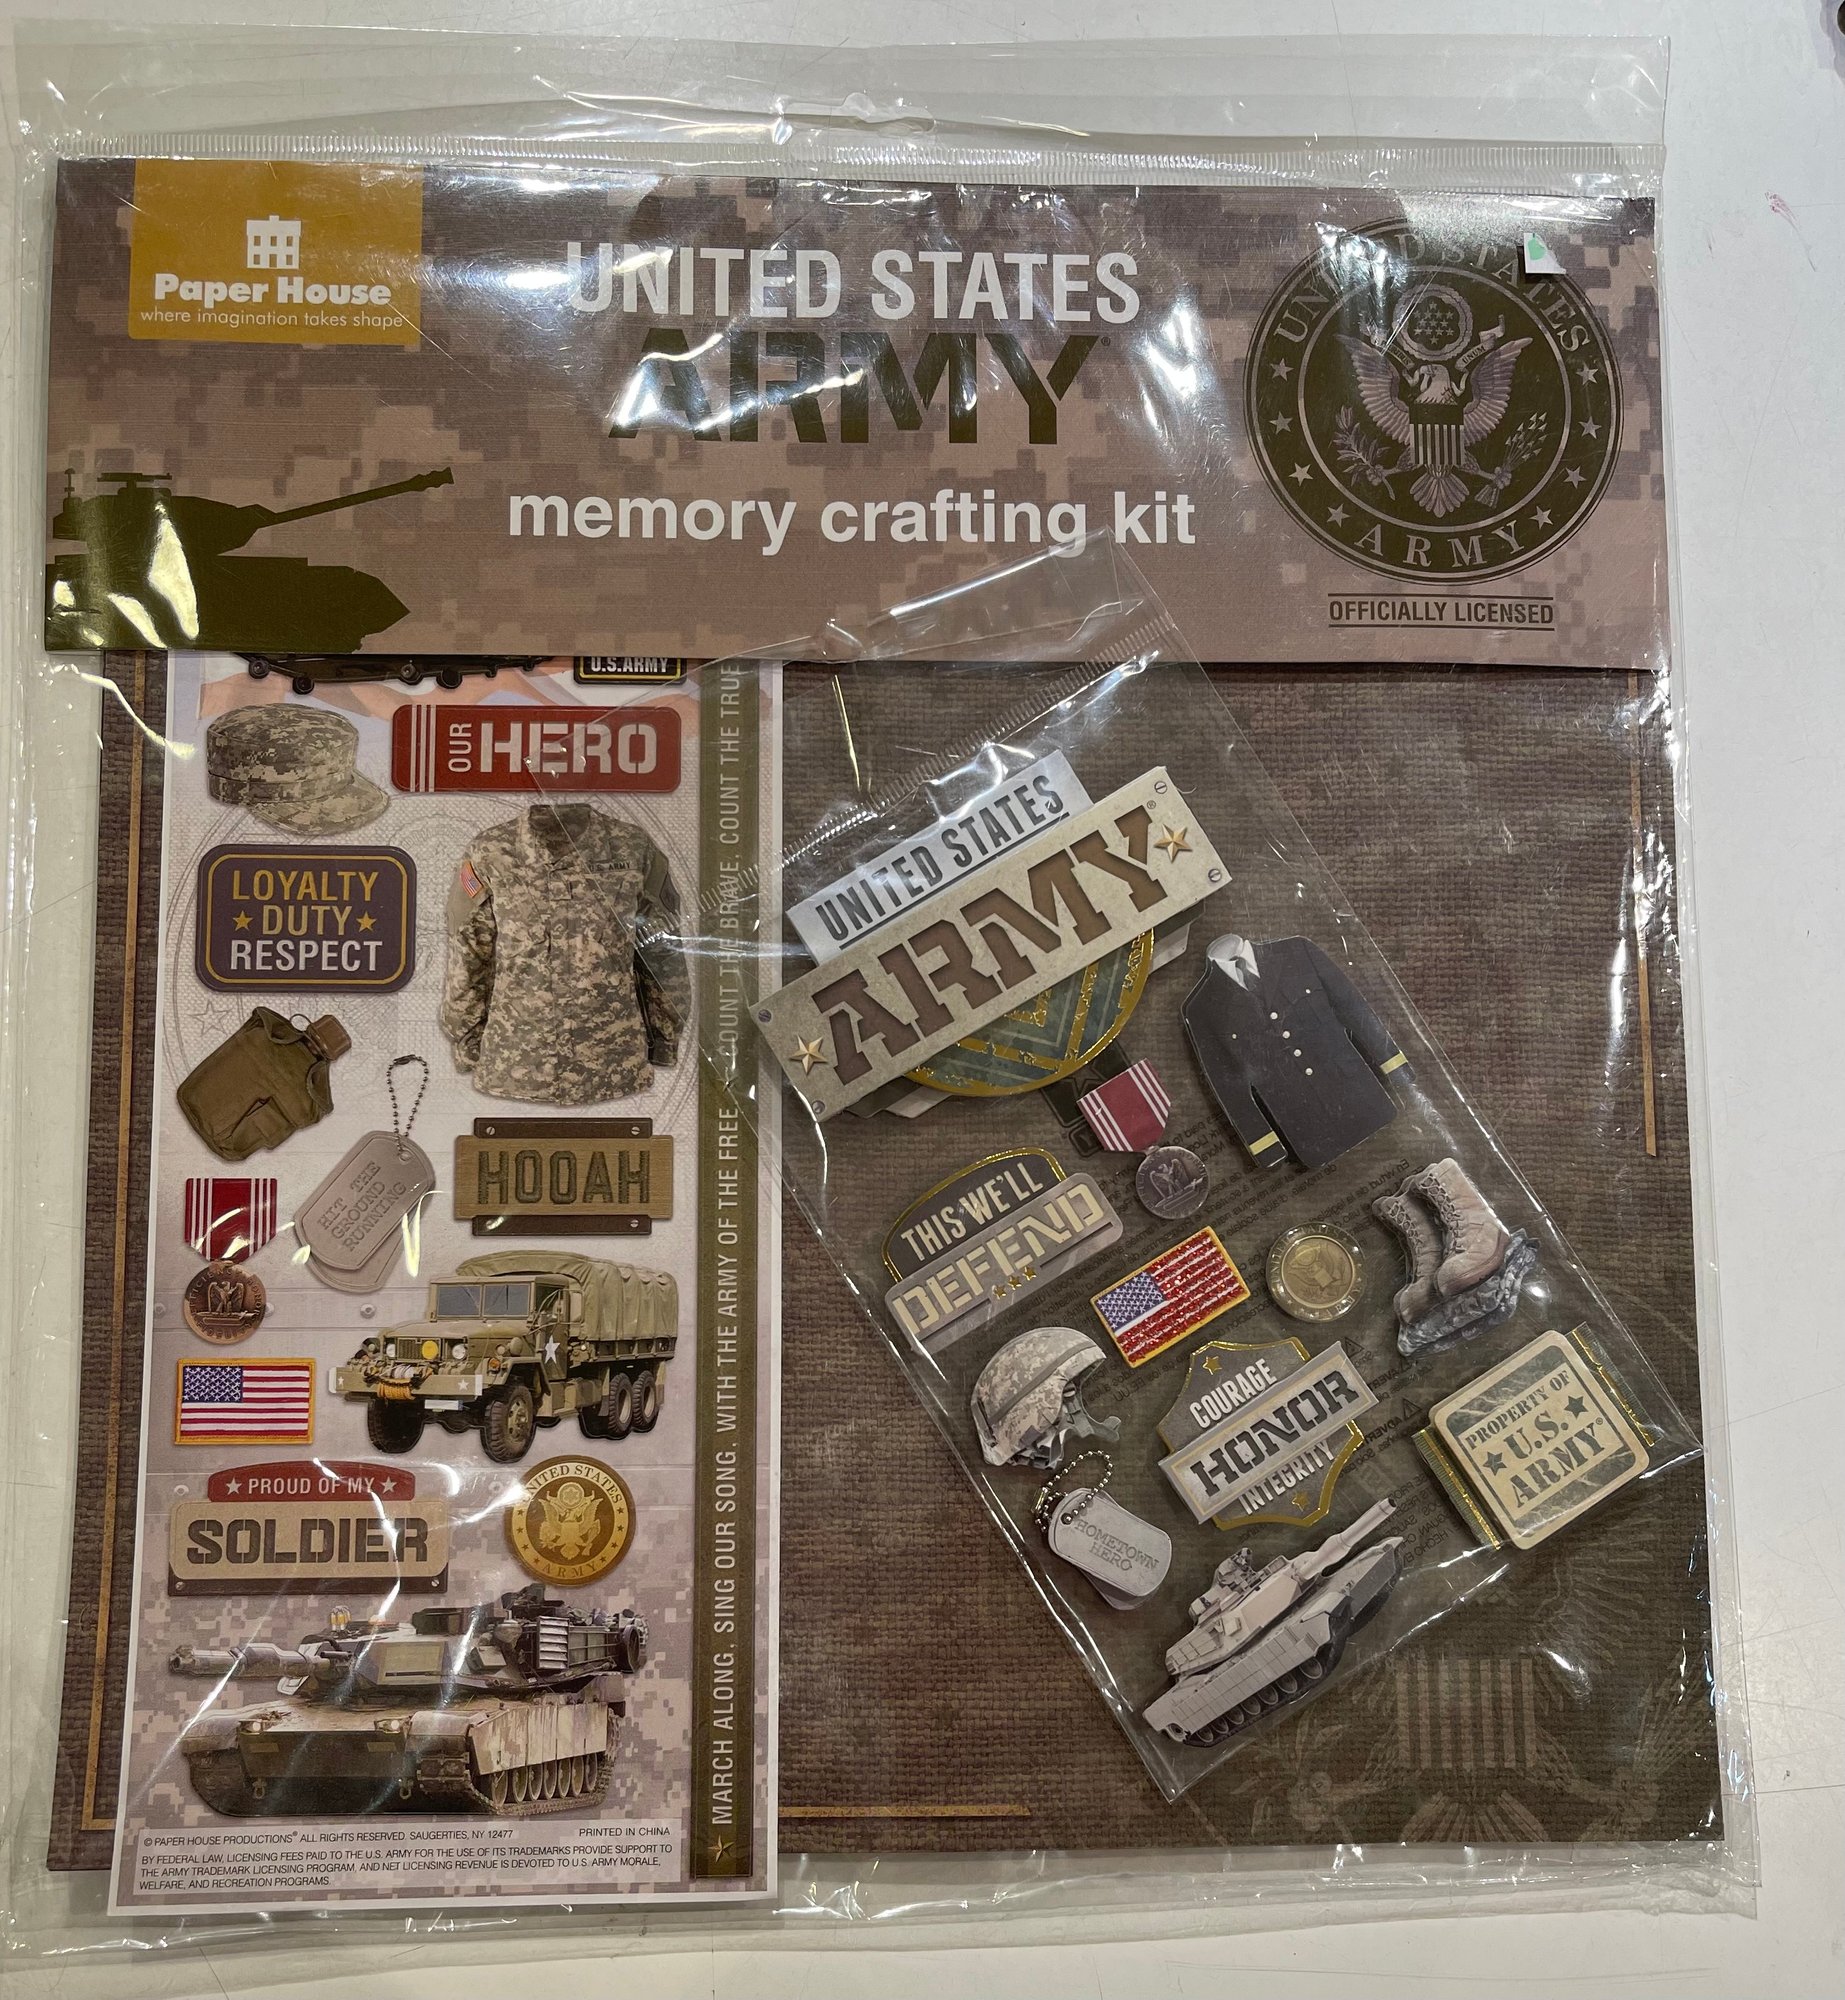 Paper House
where imagination takes shape
UNITED STATES
ARMY®
memory crafting kit
UNITED STATES
ARMY
OFFICIALLY LICENSED
U.S. ARMY
OUR HERO
LOYALTY
DUTY
RESPECT
U.S. ARMY
HIT THE
GROUND
RUNNING
HOOAH
PROUD OF MY
SOLDIER
UNITED STATES
ARMY
MARCH ALONG, SING OUR SONG, WITH THE ARMY OF THE FREE. COUNT THE BRAVE, COUNT THE TRUE
© PAPER HOUSE PRODUCTIONS® ALL RIGHTS RESERVED. SAUGERTIES, NY 12477 PRINTED IN CHINA
BY FEDERAL LAW, LICENSING FEES PAID TO THE U.S. ARMY FOR THE USE OF ITS TRADEMARKS PROVIDE SUPPORT TO
THE ARMY TRADEMARK LICENSING PROGRAM, AND NET LICENSING REVENUE IS DEVOTED TO U.S. ARMY MORALE,
WELFARE, AND RECREATION PROGRAMS.
UNITED STATES
ARMY®
THIS WE'LL
DEFEND
COURAGE
HONOR
INTEGRITY
PROPERTY OF
U.S.
ARMY®
HOMETOWN
HERO